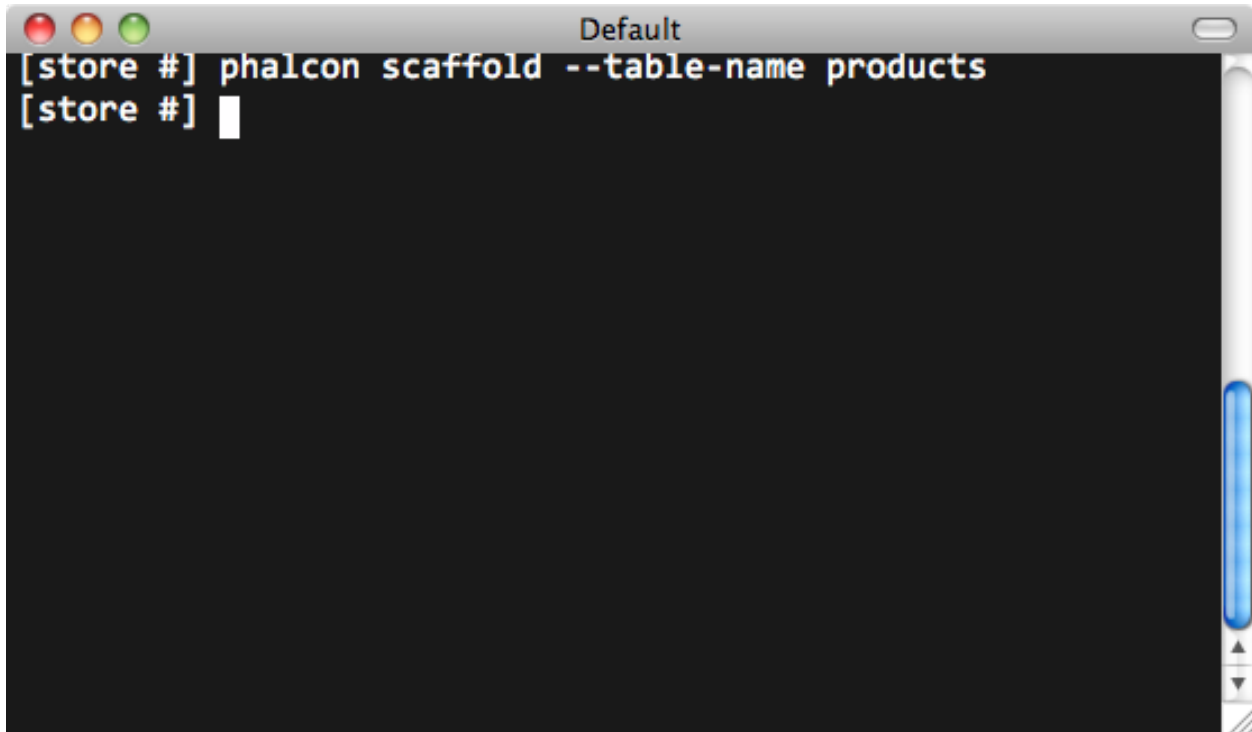 Default
[store #] phalcon scaffold --table-name products
[store #]